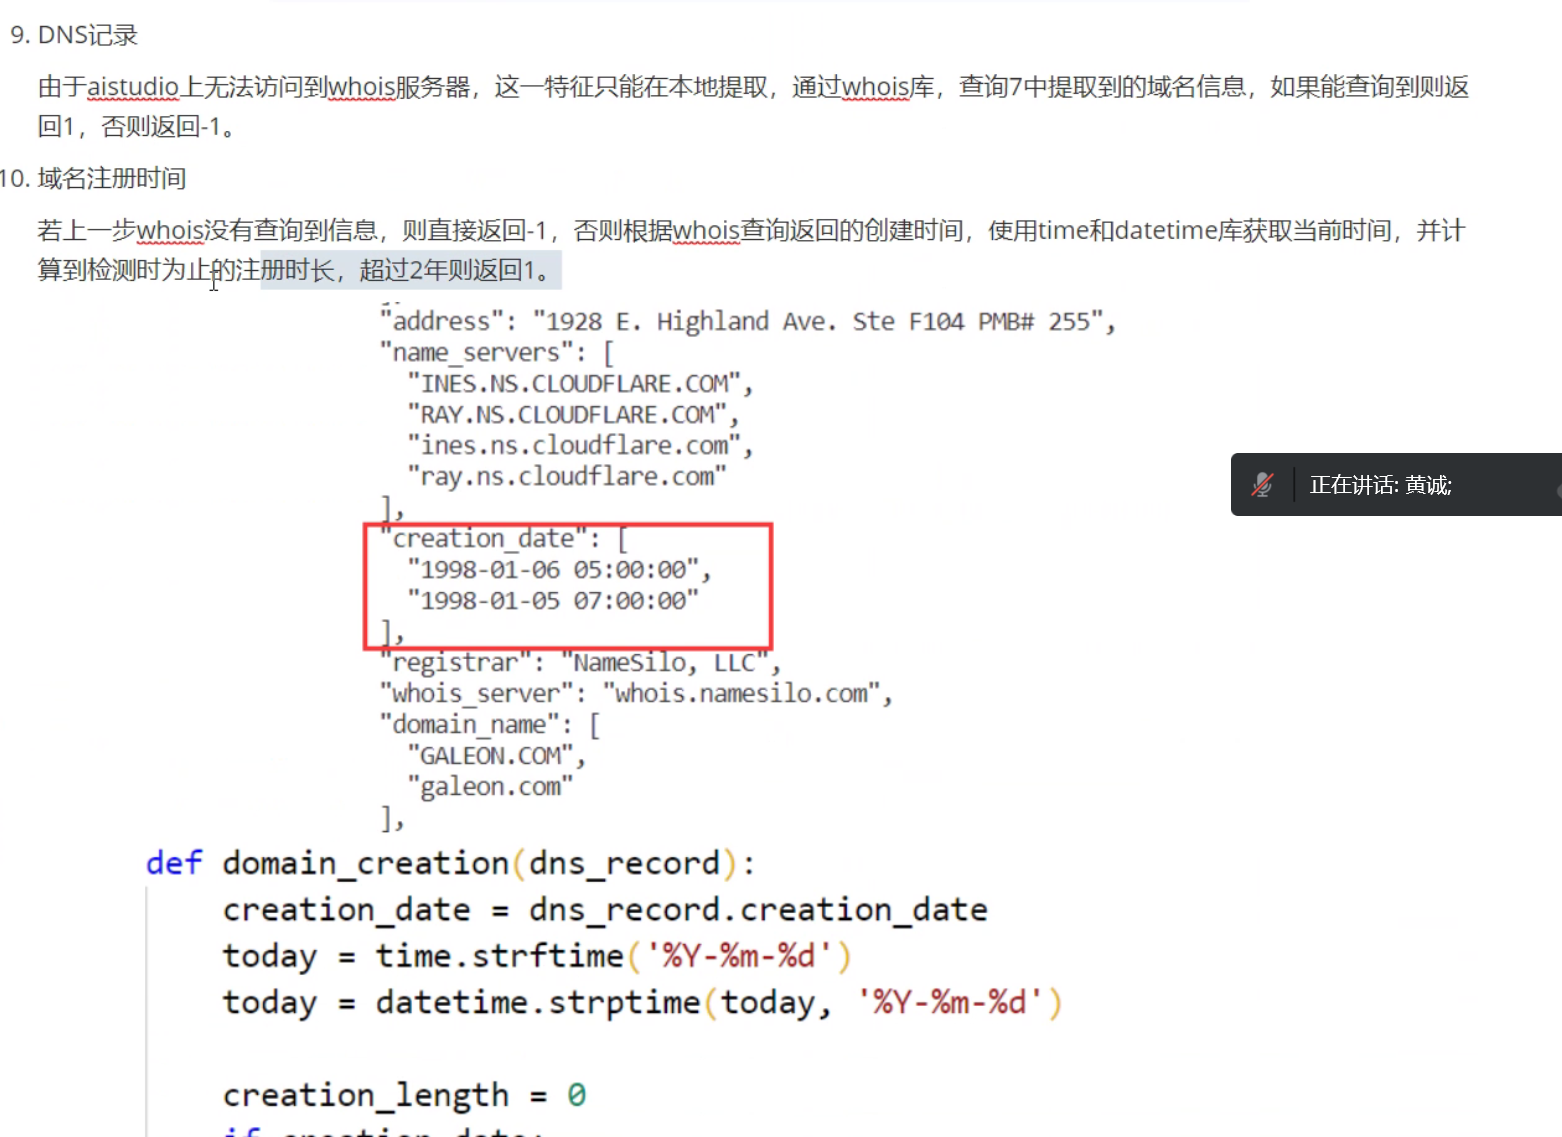 9. DNS记录
由于aistudio上无法访问到whois服务器，这一特征只能在本地提取，通过whois库，查询7中提取到的域名信息，如果能查询到则返
回1，否则返回-1。
10. 域名注册时间
若上一步whois没有查询到信息，则直接返回-1，否则根据whois查询返回的创建时间，使用time和datetime库获取当前时间，并计
算到检测时为止的注册时长，超过2年则返回1。
"address": "1928 E. Highland Ave. Ste F104 PMB# 255",
"name_servers": [
"INES.NS.CLOUDFLARE.COM",
"RAY.NS.CLOUDFLARE.COM",
"ines.ns.cloudflare.com",
"ray.ns.cloudflare.com"
],
正在讲话: 黄诚;
"creation_date": [
"1998-01-06 05:00:00",
"1998-01-05 07:00:00"
],
"registrar": "NameSilo, LLC",
"whois_server": "whois.namesilo.com",
"domain_name": [
"GALEON.COM",
"galeon.com"
],
def domain_creation(dns_record):
creation_date = dns_record.creation_date
today = time.strftime('%Y-%m-%d')
today = datetime.strptime(today, '%Y-%m-%d')
creation_length = 0